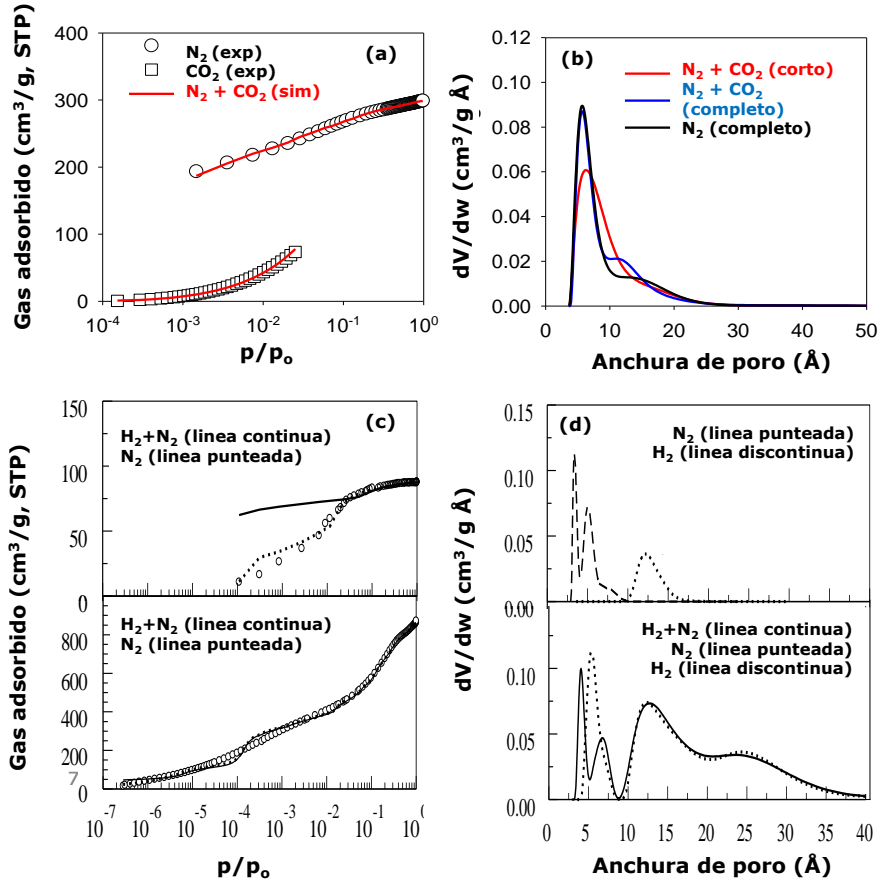 400
300
200
100
0
Gas adsorbido (cm³/g, STP)
N₂ (exp)
CO₂ (exp)
N₂ + CO₂ (sim)
(a)
10⁻⁴ 10⁻³ 10⁻² 10⁻¹ 10⁰
p/pₒ
0.12
0.10
0.08
0.06
0.04
0.02
0.00
dV/dw (cm³/g Å)
(b)
N₂ + CO₂ (corto)
N₂ + CO₂
(completo)
N₂ (completo)
0 10 20 30 40 50
Anchura de poro (Å)
150
100
50
0
Gas adsorbido (cm³/g, STP)
(c)
H₂+N₂ (linea continua)
N₂ (linea punteada)
0
800
600
400
200
0
H₂+N₂ (linea continua)
N₂ (linea punteada)
7
10⁻⁷ 10⁻⁶ 10⁻⁵ 10⁻⁴ 10⁻³ 10⁻² 10⁻¹ 10⁰
p/pₒ
0.15
0.10
0.05
0.00
dV/dw (cm³/g Å)
(d)
N₂ (linea punteada)
H₂ (linea discontinua)
0.10
0.05
0.00
H₂+N₂ (linea continua)
N₂ (linea punteada)
H₂ (linea discontinua)
0 5 10 15 20 25 30 35 40
Anchura de poro (Å)